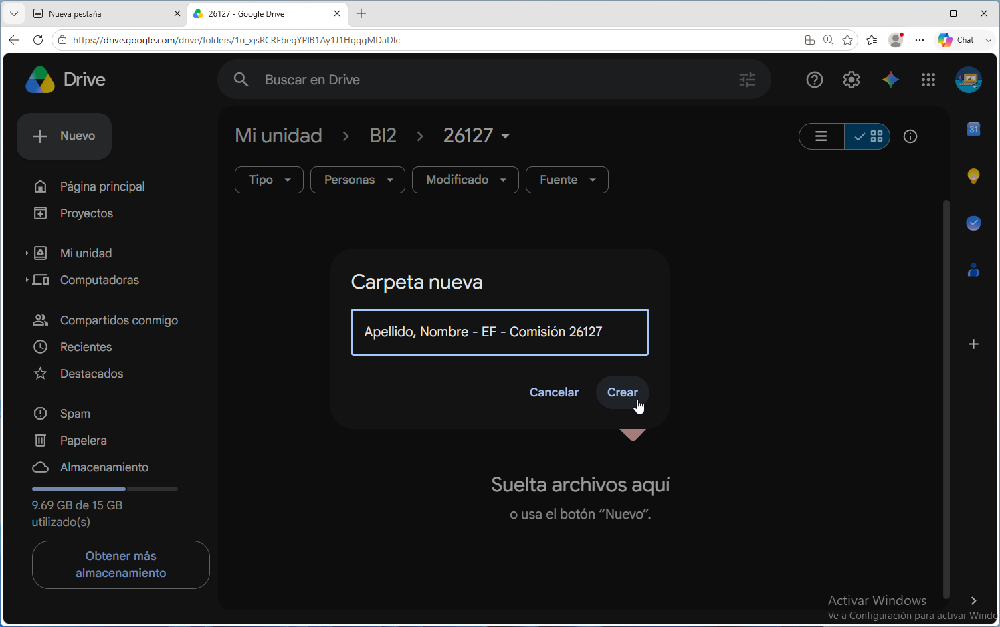 Nueva pestaña
26127 - Google Drive
https://drive.google.com/drive/folders/1u_xjsRCRFbegYPlB1Ay1J1HgqgMDaDlc
Chat
Drive
Buscar en Drive
Nuevo
Mi unidad
BI2
26127
31
Tipo
Personas
Modificado
Fuente
Página principal
Proyectos
Mi unidad
Computadoras
Compartidos conmigo
Recientes
Destacados
Spam
Papelera
Almacenamiento
9.69 GB de 15 GB
utilizado(s)
Obtener más
almacenamiento
Carpeta nueva
Apellido, Nombre - EF - Comisión 26127
Cancelar
Crear
Suelta archivos aquí
o usa el botón “Nuevo”.
Activar Windows
Ve a Configuración para activar Windo